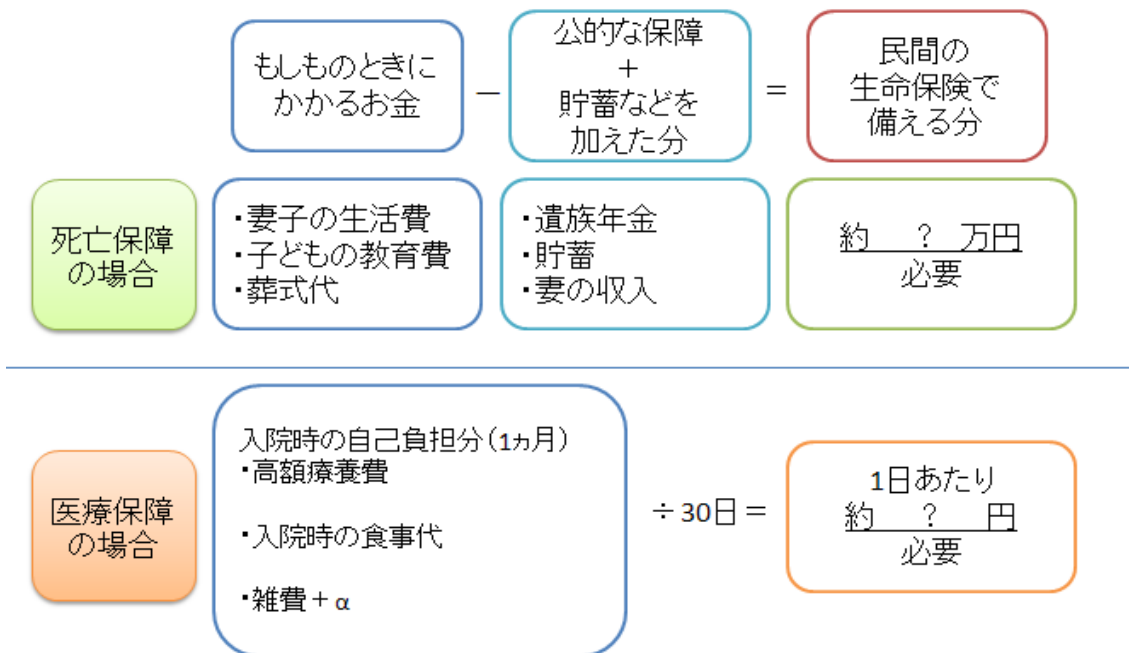 もしものときに
かかるお金
－
公的な保障
+
貯蓄などを
加えた分
＝
民間の
生命保険で
備える分
死亡保障
の場合
・妻子の生活費
・子どもの教育費
・葬式代
・遺族年金
・貯蓄
・妻の収入
約　？　万円
必要
医療保障
の場合
入院時の自己負担分（1ヵ月）
・高額療養費
・入院時の食事代
・雑費＋α
÷30日＝
1日あたり
約　？　円
必要